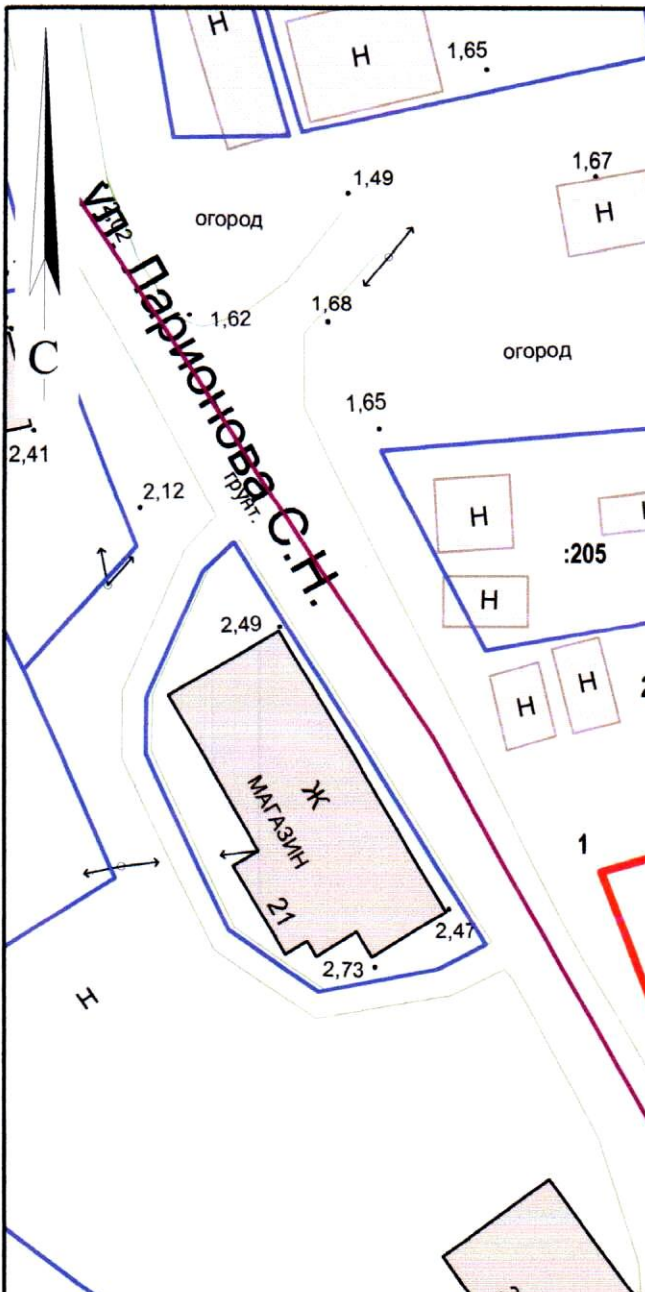 Н
Н
1,65
1,49
1,67
Н
огород
ул. Ларионова С.Н.
1,62
1,68
С
огород
1,65
2,41
2,12
грунт.
Н
:205
Н
2,49
Н
Н
Ж
МАГАЗИН
1
21
2,47
2,73
Н